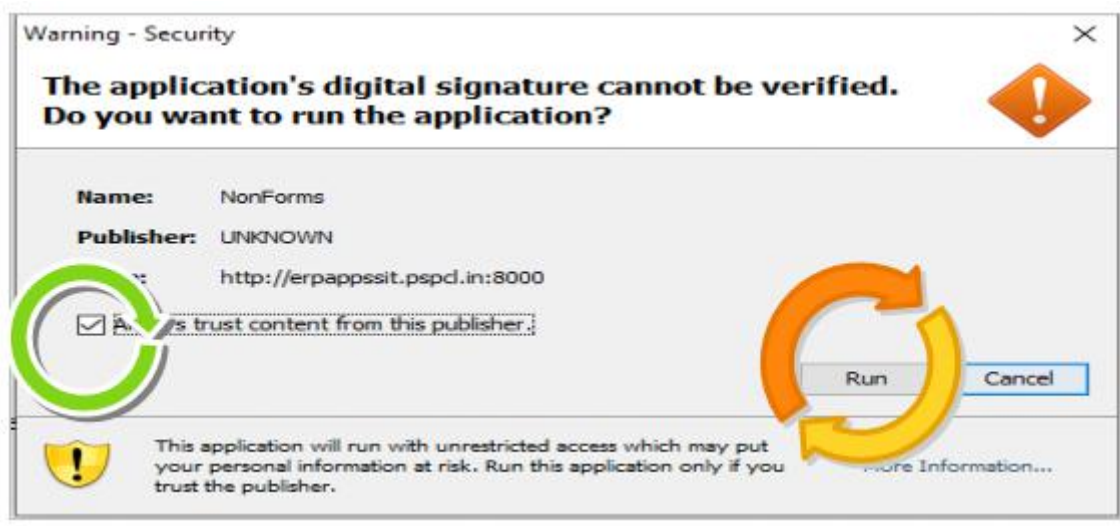 Warning - Security
The application's digital signature cannot be verified.
Do you want to run the application?
Name: NonForms
Publisher: UNKNOWN
http://erpappssit.pspcl.in:8000
trust content from this publisher.
Run Cancel
This application will run with unrestricted access which may put
your personal information at risk. Run this application only if you
trust the publisher.
More Information...